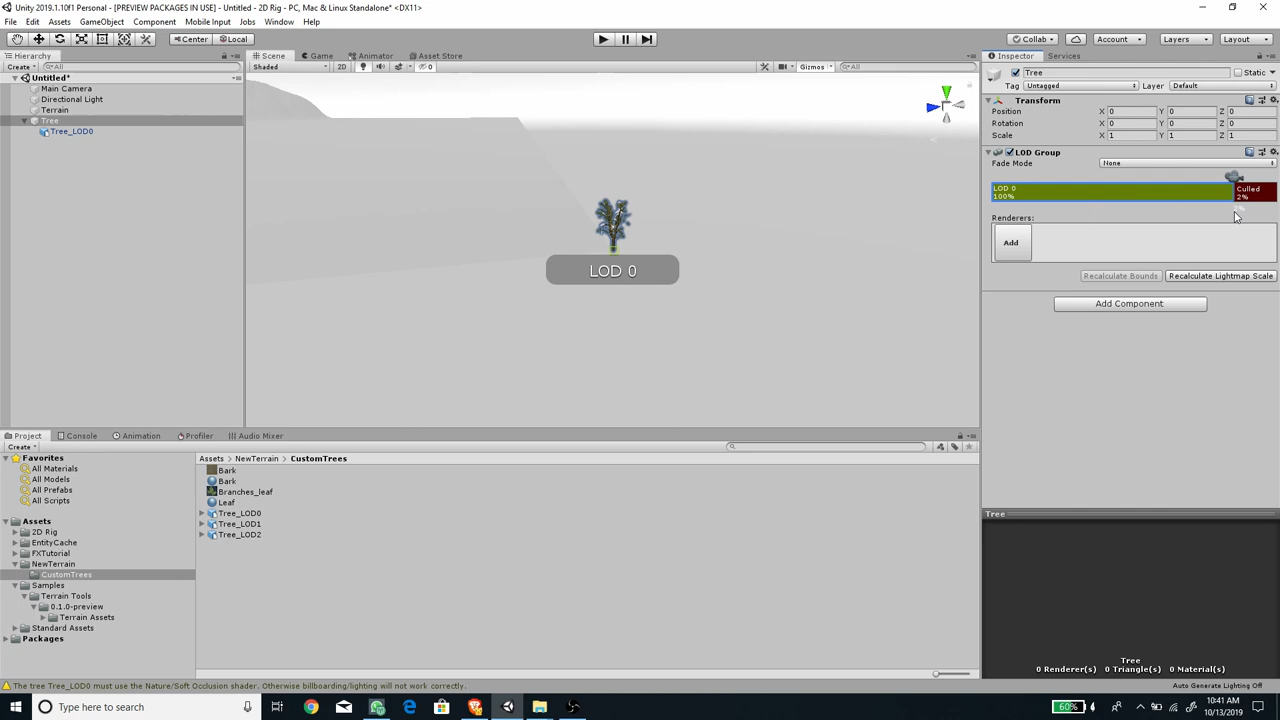 Unity 2019.1.10f1 Personal - [PREVIEW PACKAGES IN USE] - Untitled - 2D Rig - PC, Mac & Linux Standalone* <DX11>
File Edit Assets GameObject Component Mobile Input Jobs Window Help
Center Local Collab Account Layers Layout
Hierarchy Scene Game Animator Asset Store Inspector Services
Create All Shaded 2D 0 Gizmos All Tree Static
Untitled* Tag Untagged Layer Default
Main Camera
Directional Light Transform
Terrain Position X 0 Y 0 Z 0
Tree Rotation X 0 Y 0 Z 0
Tree_LOD0 Scale X 1 Y 1 Z 1
LOD Group
Fade Mode None
LOD 0 Culled
100% 2%
2%
Renderers:
Add
LOD 0
Recalculate Bounds Recalculate Lightmap Scale
Add Component
Project Console Animation Profiler Audio Mixer
Create
Favorites Assets NewTerrain CustomTrees
All Materials Bark
All Models Bark
All Prefabs Branches_leaf
All Scripts Leaf
Tree_LOD0
Assets Tree_LOD1
2D Rig Tree_LOD2
EntityCache
FXTutorial
NewTerrain
CustomTrees
Samples
Terrain Tools
0.1.0-preview
Terrain Assets
Standard Assets
Packages
Tree
Tree
0 Renderer(s) 0 Triangle(s) 0 Material(s)
The tree Tree_LOD0 must use the Nature/Soft Occlusion shader. Otherwise billboarding/lighting will not work correctly. Auto Generate Lighting Off
Type here to search 60% 10:41 AM
10/13/2019